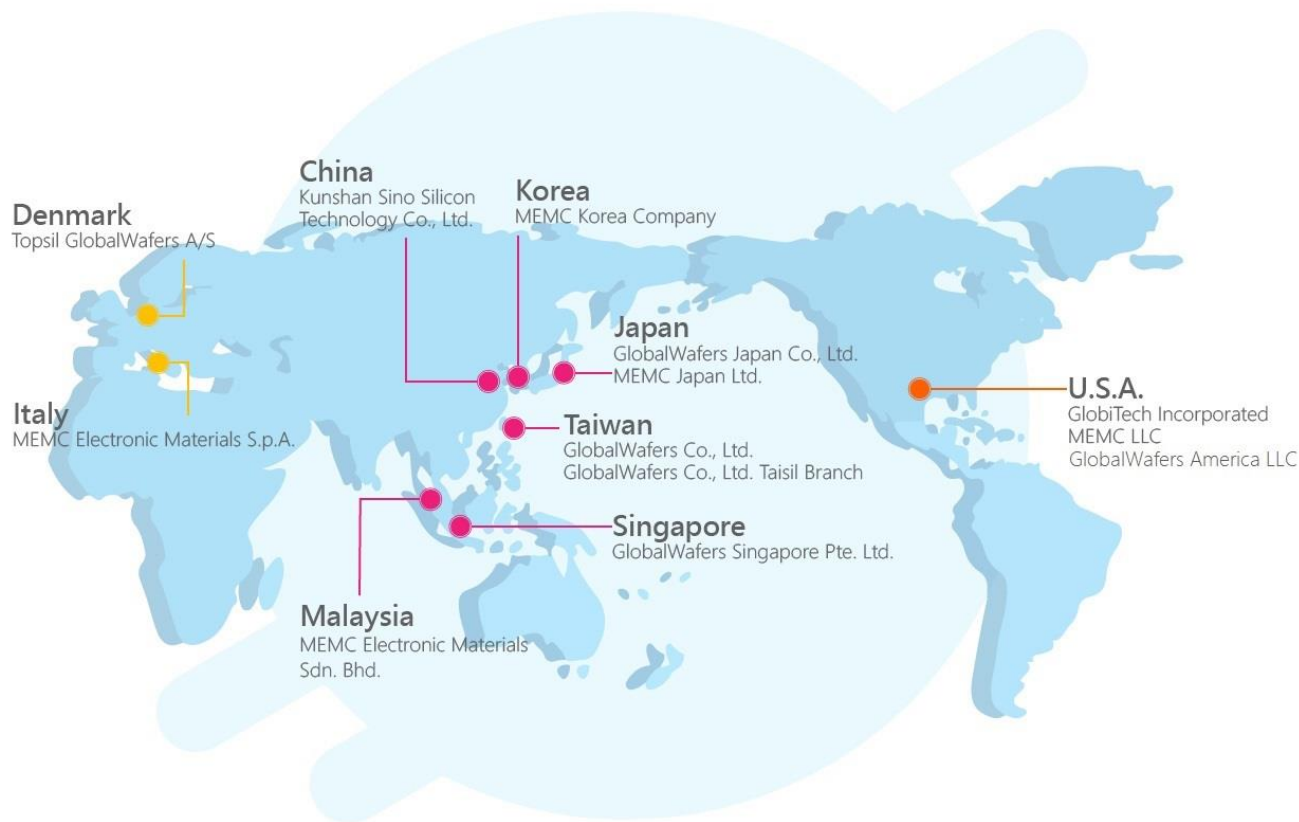 China
Kunshan Sino Silicon
Technology Co., Ltd.
Korea
MEMC Korea Company
Denmark
Topsil GlobalWafers A/S
Japan
GlobalWafers Japan Co., Ltd.
MEMC Japan Ltd.
U.S.A.
GlobiTech Incorporated
MEMC LLC
GlobalWafers America LLC
Italy
MEMC Electronic Materials S.p.A.
Taiwan
GlobalWafers Co., Ltd.
GlobalWafers Co., Ltd. Taisil Branch
Singapore
GlobalWafers Singapore Pte. Ltd.
Malaysia
MEMC Electronic Materials
Sdn. Bhd.